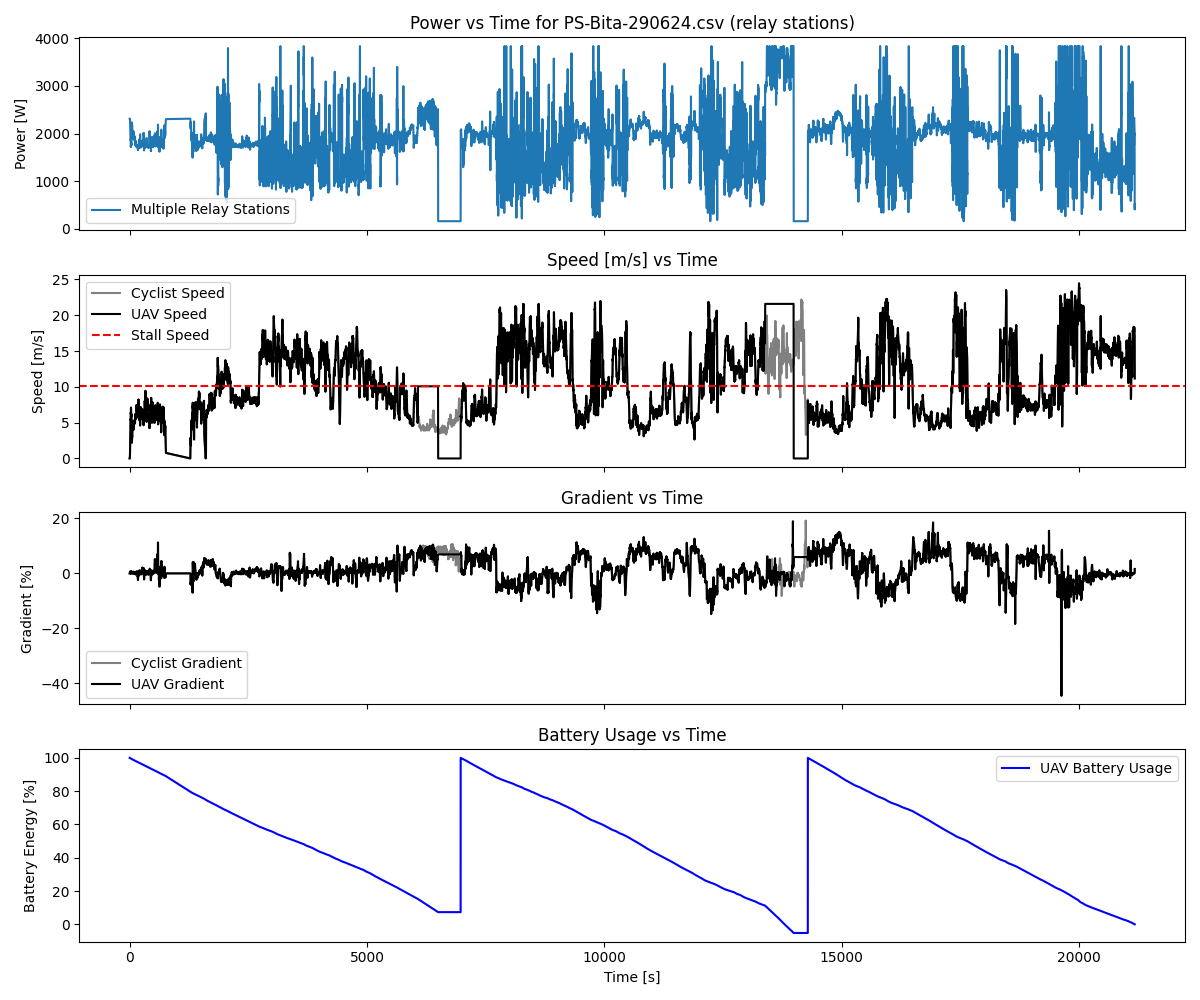 Power vs Time for PS-Bita-290624.csv (relay stations)
4000
3000
2000
1000
0
Power [W]
Multiple Relay Stations
Speed [m/s] vs Time
25
20
15
10
5
0
Speed [m/s]
Cyclist Speed
UAV Speed
Stall Speed
Gradient vs Time
20
0
−20
−40
Gradient [%]
Cyclist Gradient
UAV Gradient
Battery Usage vs Time
100
80
60
40
20
0
Battery Energy [%]
UAV Battery Usage
0 5000 10000 15000 20000
Time [s]